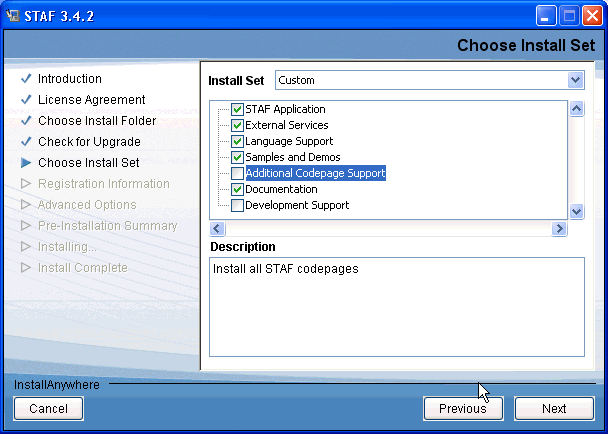 STAF 3.4.2
Choose Install Set
Introduction
License Agreement
Choose Install Folder
Check for Upgrade
Choose Install Set
Registration Information
Advanced Options
Pre-Installation Summary
Installing...
Install Complete
Install Set
Custom
STAF Application
External Services
Language Support
Samples and Demos
Additional Codepage Support
Documentation
Development Support
Description
Install all STAF codepages
InstallAnywhere
Cancel
Previous
Next